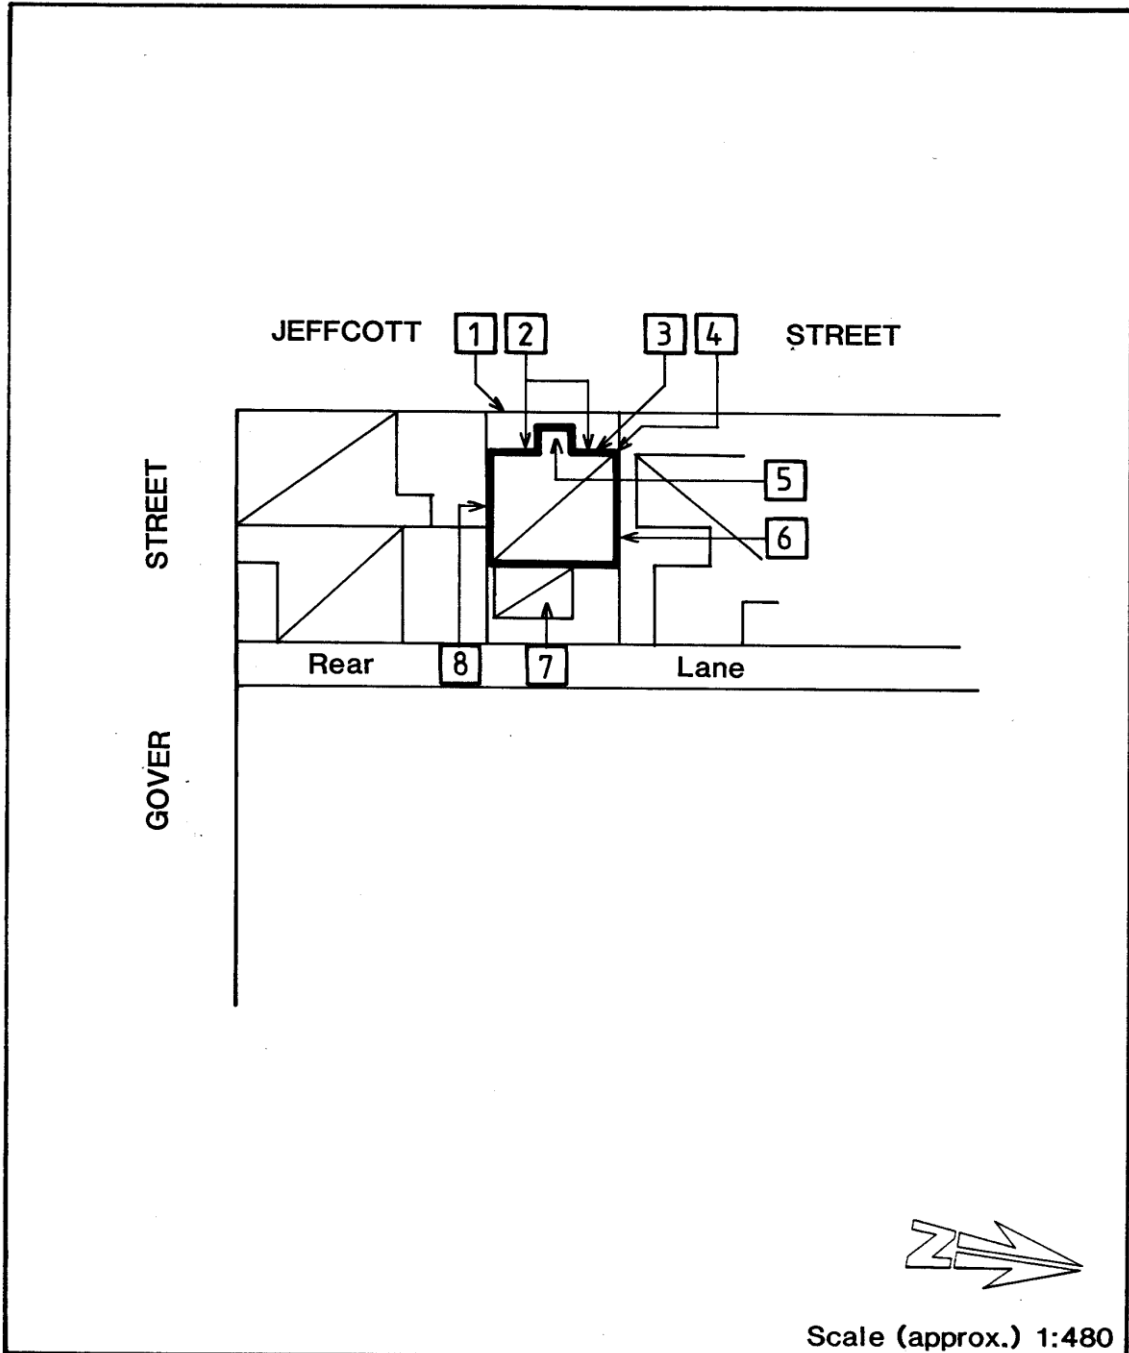 JEFFCOTT 1 2 3 4 STREET
5
STREET
6
Rear 8 7 Lane
GOVER
N
Scale (approx.) 1:480